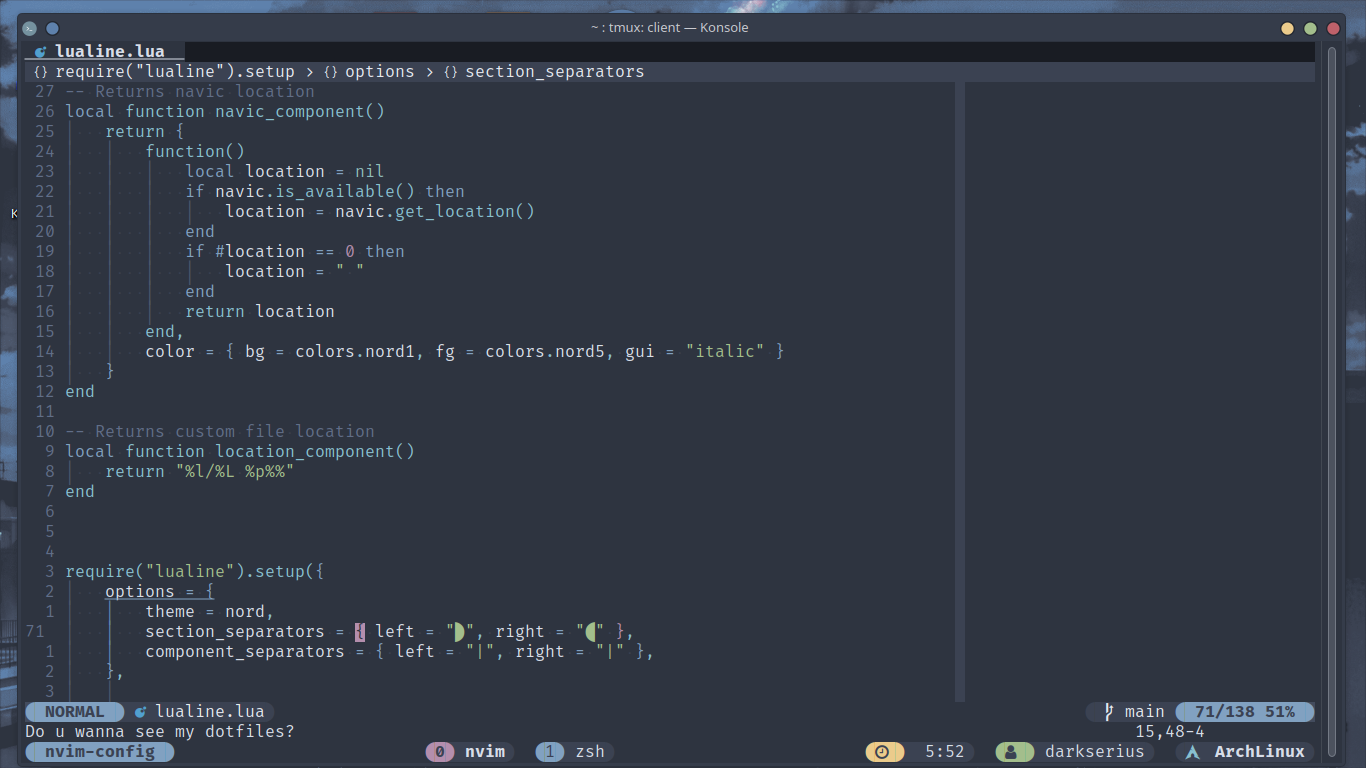 ~ : tmux: client — Konsole
lualine.lua
{} require("lualine").setup > {} options > {} section_separators
27 -- Returns navic location
26 local function navic_component()
25 return {
24 function()
23 local location = nil
22 if navic.is_available() then
21 location = navic.get_location()
20 end
19 if #location == 0 then
18 location = " "
17 end
16 return location
15 end,
14 color = { bg = colors.nord1, fg = colors.nord5, gui = "italic" }
13 }
12 end
11
10 -- Returns custom file location
9 local function location_component()
8 return "%l/%L %p%%"
7 end
6
5
4
3 require("lualine").setup({
2 options = {
1 theme = nord,
71 section_separators = { left = "", right = "" },
1 component_separators = { left = "|", right = "|" },
2 },
3
NORMAL lualine.lua main 71/138 51%
Do u wanna see my dotfiles? 15,48-4
nvim-config 0 nvim 1 zsh 5:52 darkserius ArchLinux